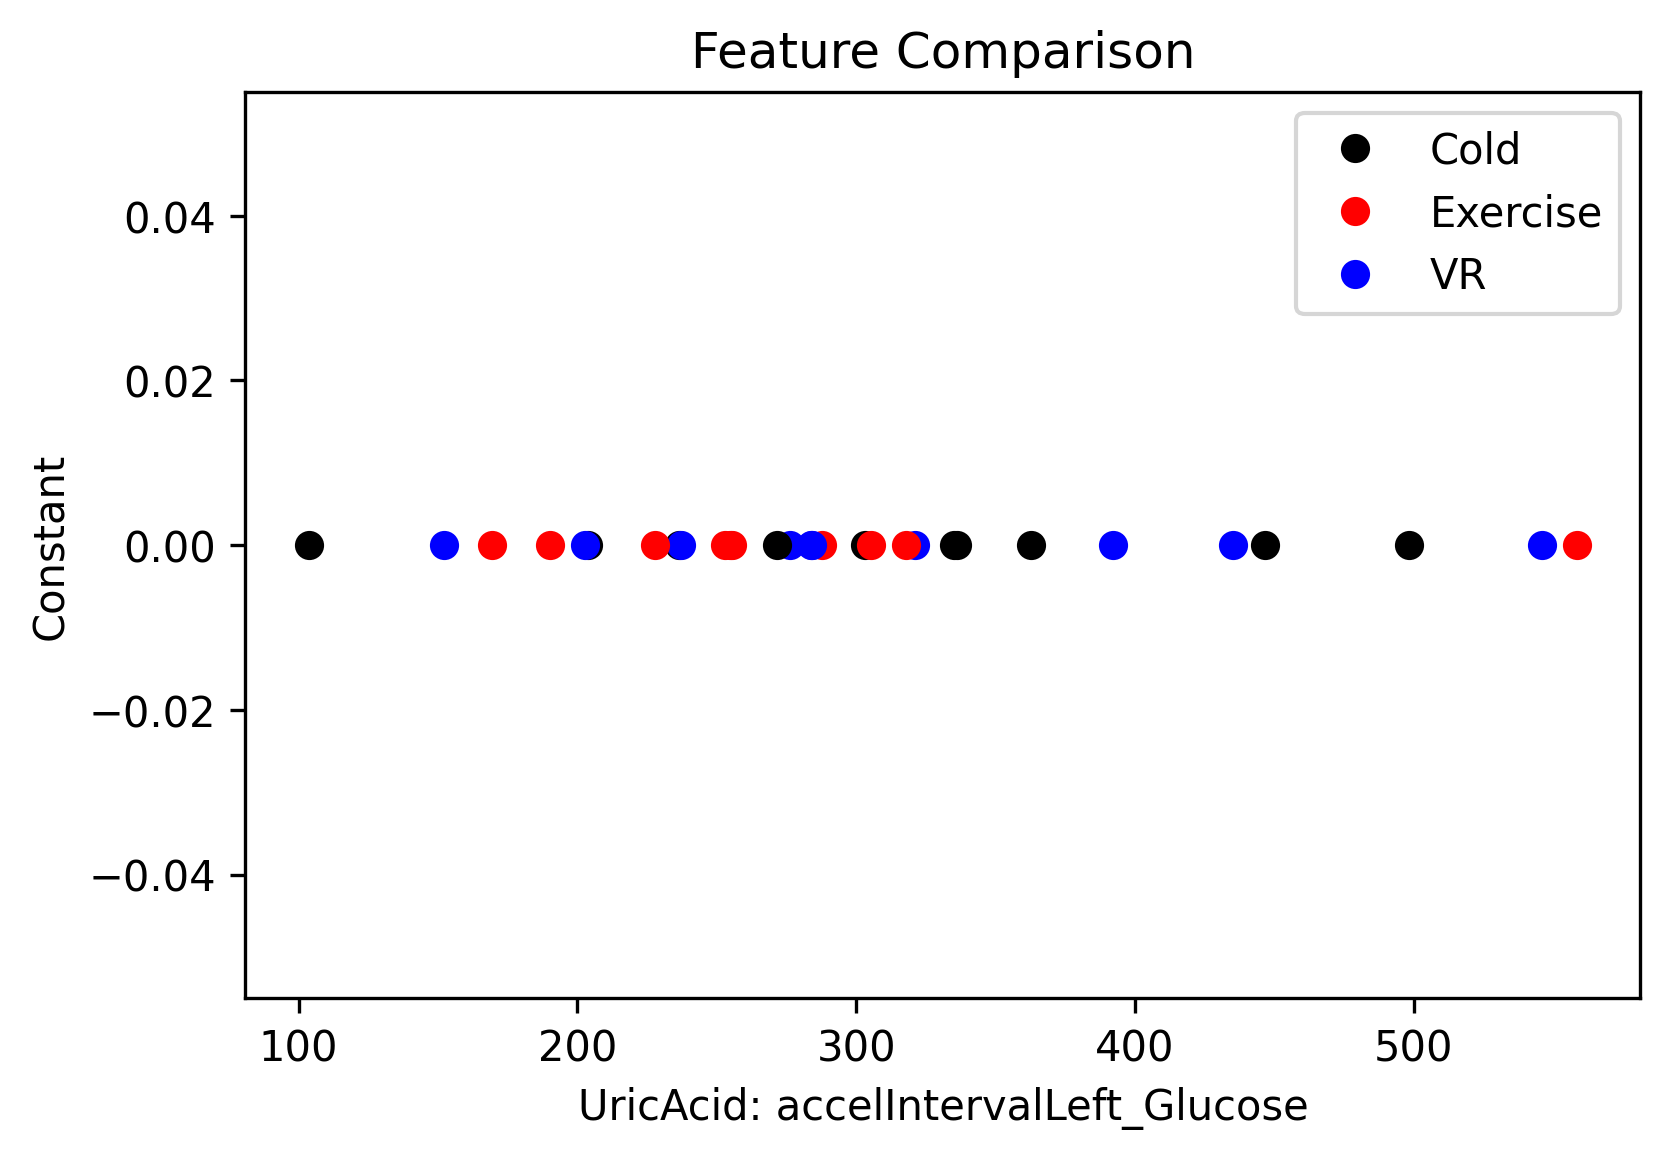 Feature Comparison
Cold
Exercise
VR
0.04
0.02
0.00
−0.02
−0.04
Constant
100
200
300
400
500
UricAcid: accelIntervalLeft_Glucose